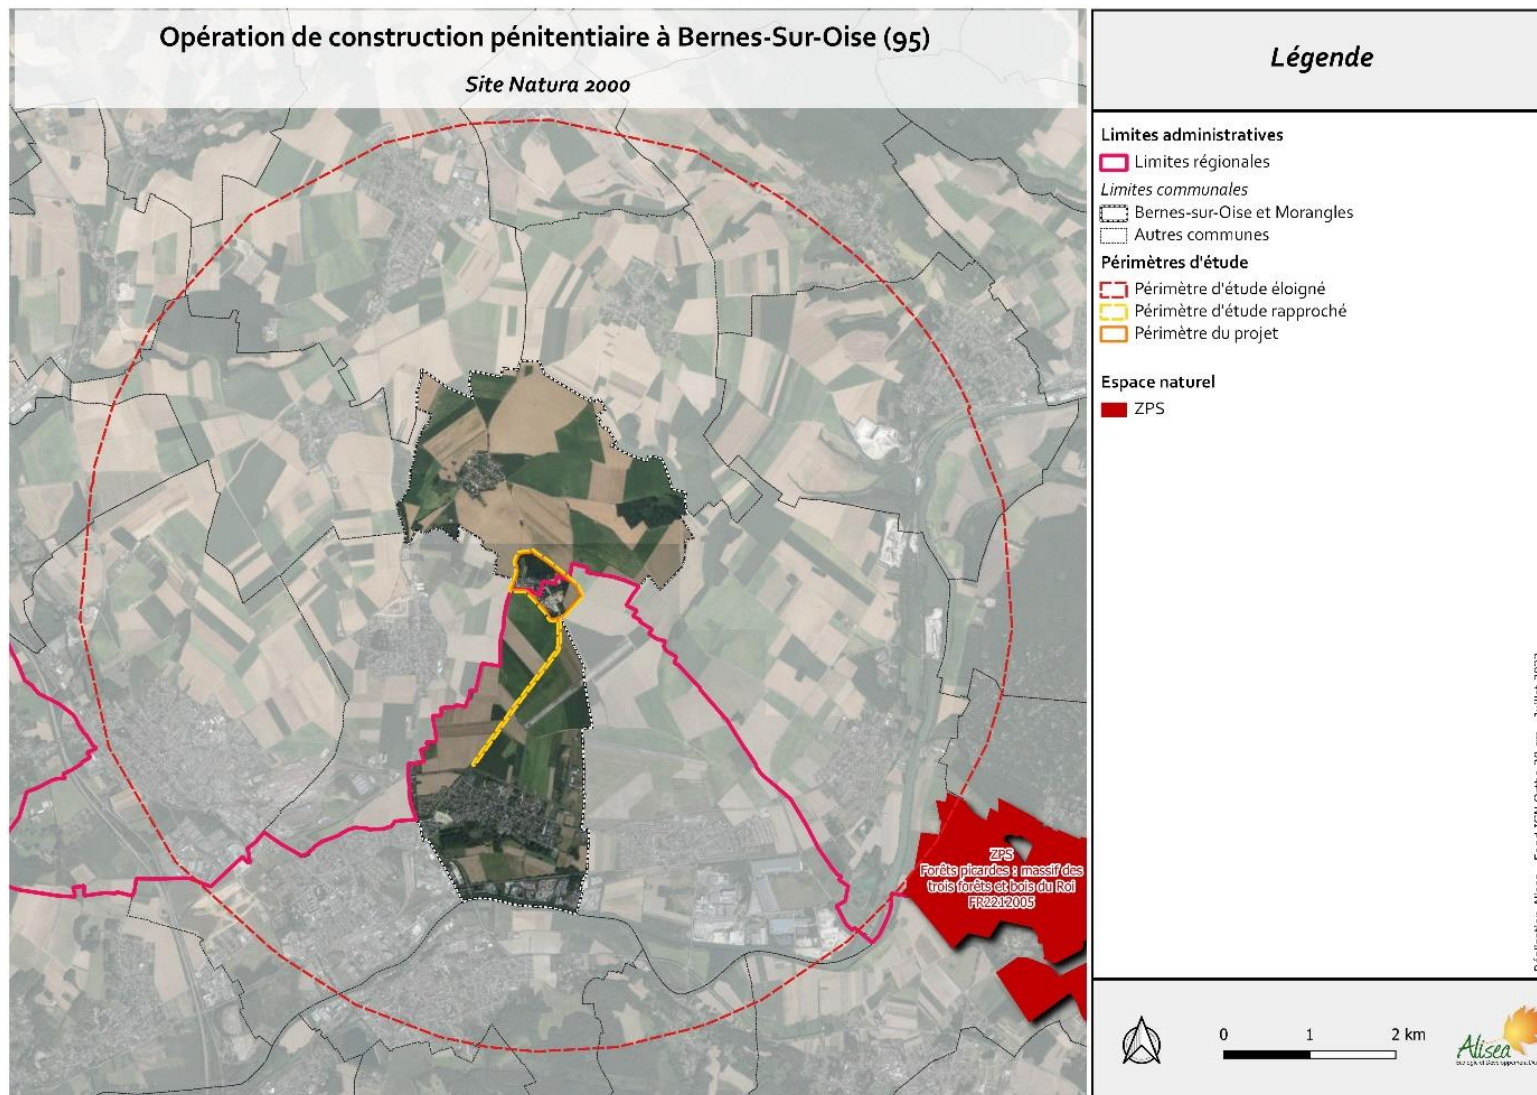 Opération de construction pénitentiaire à Bernes-Sur-Oise (95)
Site Natura 2000
Légende
Limites administratives
Limites régionales
Limites communales
Bernes-sur-Oise et Morangles
Autres communes
Périmètres d'étude
Périmètre d'étude éloigné
Périmètre d'étude rapproché
Périmètre du projet
Espace naturel
ZPS
ZPS
Forêts picardes : massif des
trois forêts et bois du Roi
FR2212005
0 1 2 km
Alisea